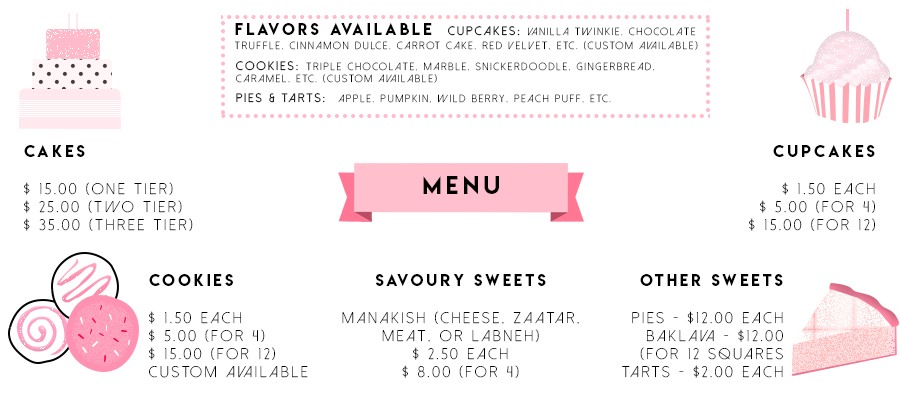 FLAVORS AVAILABLE CUPCAKES: VANILLA TWINKIE, CHOCOLATE
TRUFFLE, CINNAMON DULCE, CARROT CAKE, RED VELVET, ETC. (CUSTOM AVAILABLE)
COOKIES: TRIPLE CHOCOLATE, MARBLE, SNICKERDOODLE, GINGERBREAD,
CARAMEL, ETC. (CUSTOM AVAILABLE)
PIES & TARTS: APPLE, PUMPKIN, WILD BERRY, PEACH PUFF, ETC.
CAKES
$ 15.00 (ONE TIER)
$ 25.00 (TWO TIER)
$ 35.00 (THREE TIER)
MENU
CUPCAKES
$ 1.50 EACH
$ 5.00 (FOR 4)
$ 15.00 (FOR 12)
COOKIES
$ 1.50 EACH
$ 5.00 (FOR 4)
$ 15.00 (FOR 12)
CUSTOM AVAILABLE
SAVOURY SWEETS
MANAKISH (CHEESE, ZAATAR,
MEAT, OR LABNEH)
$ 2.50 EACH
$ 8.00 (FOR 4)
OTHER SWEETS
PIES - $12.00 EACH
BAKLAVA - $12.00
(FOR 12 SQUARES
TARTS - $2.00 EACH